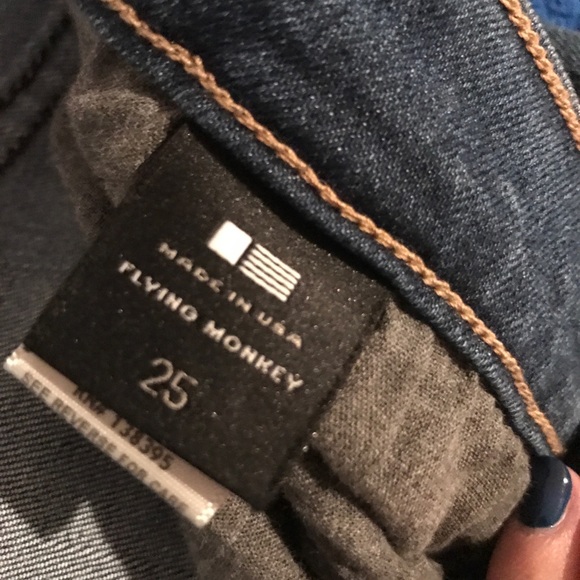 MADE IN USA
FLYING MONKEY
25
RN# 138395
SEE REVERSE FOR CARE